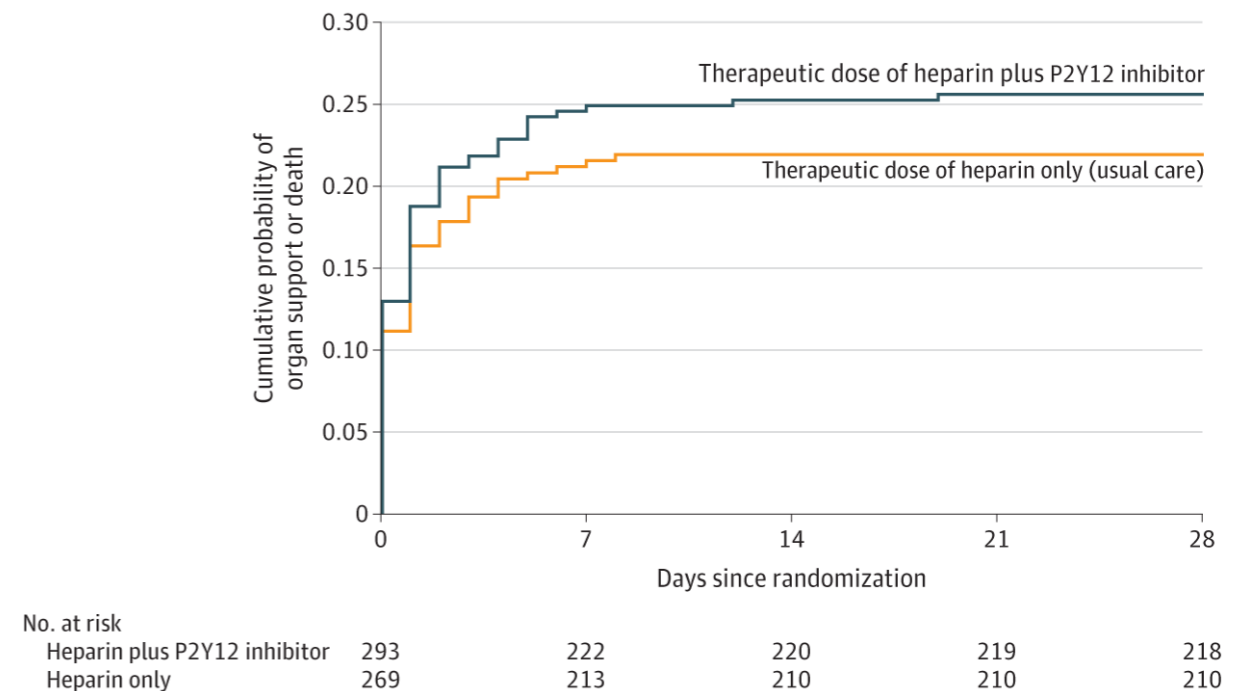 0.30
0.25
0.20
0.15
0.10
0.05
0
Cumulative probability of
organ support or death
Therapeutic dose of heparin plus P2Y12 inhibitor
Therapeutic dose of heparin only (usual care)
0 7 14 21 28
Days since randomization
No. at risk
Heparin plus P2Y12 inhibitor 293 222 220 219 218
Heparin only 269 213 210 210 210